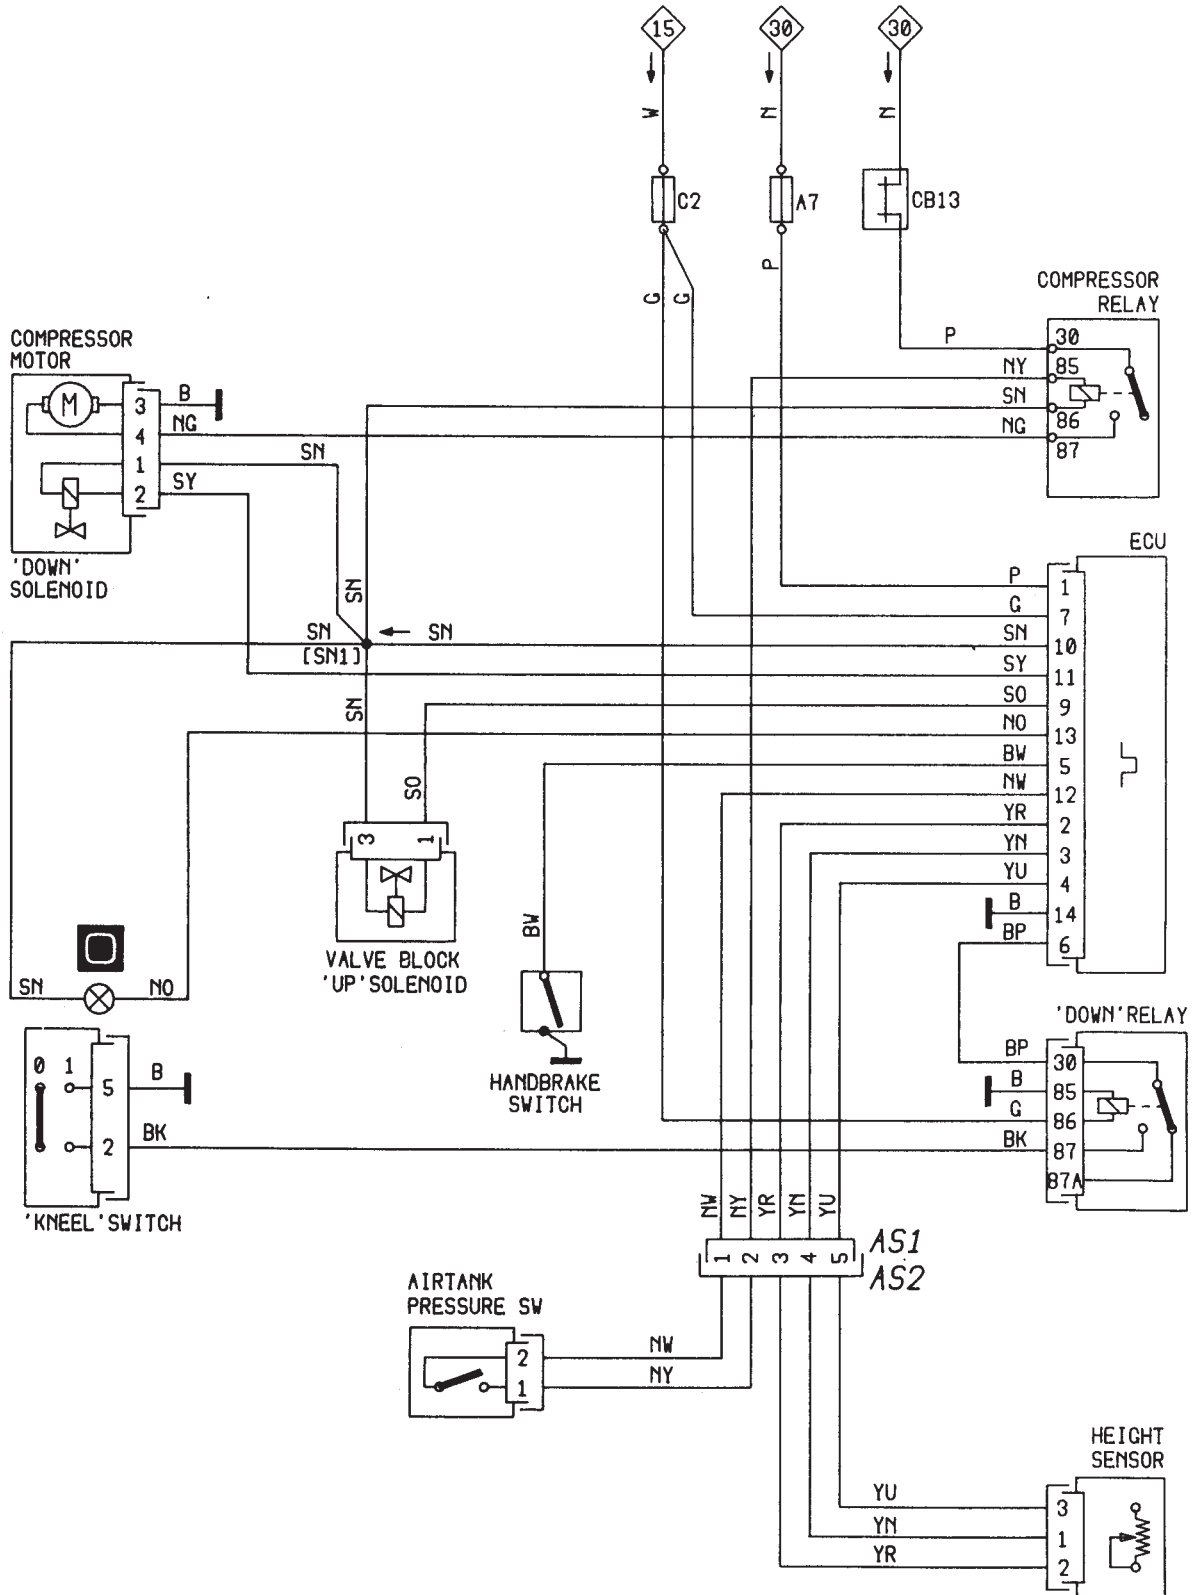 15
30
30
W
N
N
C2
A7
CB13
P
G
G
COMPRESSOR
RELAY
COMPRESSOR
MOTOR
M
3
4
1
2
B
NG
SN
SY
'DOWN'
SOLENOID
P
NY
SN
NG
30
85
86
87
ECU
SN
SN
[SN1]
SN
SN
P
G
SN
SY
SO
NO
BW
NW
YR
YN
YU
B
BP
1
7
10
11
9
13
5
12
2
3
4
14
6
SO
3
1
VALVE BLOCK
'UP'SOLENOID
BW
HANDBRAKE
SWITCH
SN
NO
0
1
5
2
B
BK
'KNEEL'SWITCH
'DOWN'RELAY
BP
B
G
BK
30
85
86
87
87A
NW
NY
YR
YN
YU
1
2
3
4
5
AS1
AS2
AIRTANK
PRESSURE SW
2
1
NW
NY
HEIGHT
SENSOR
YU
YN
YR
3
1
2